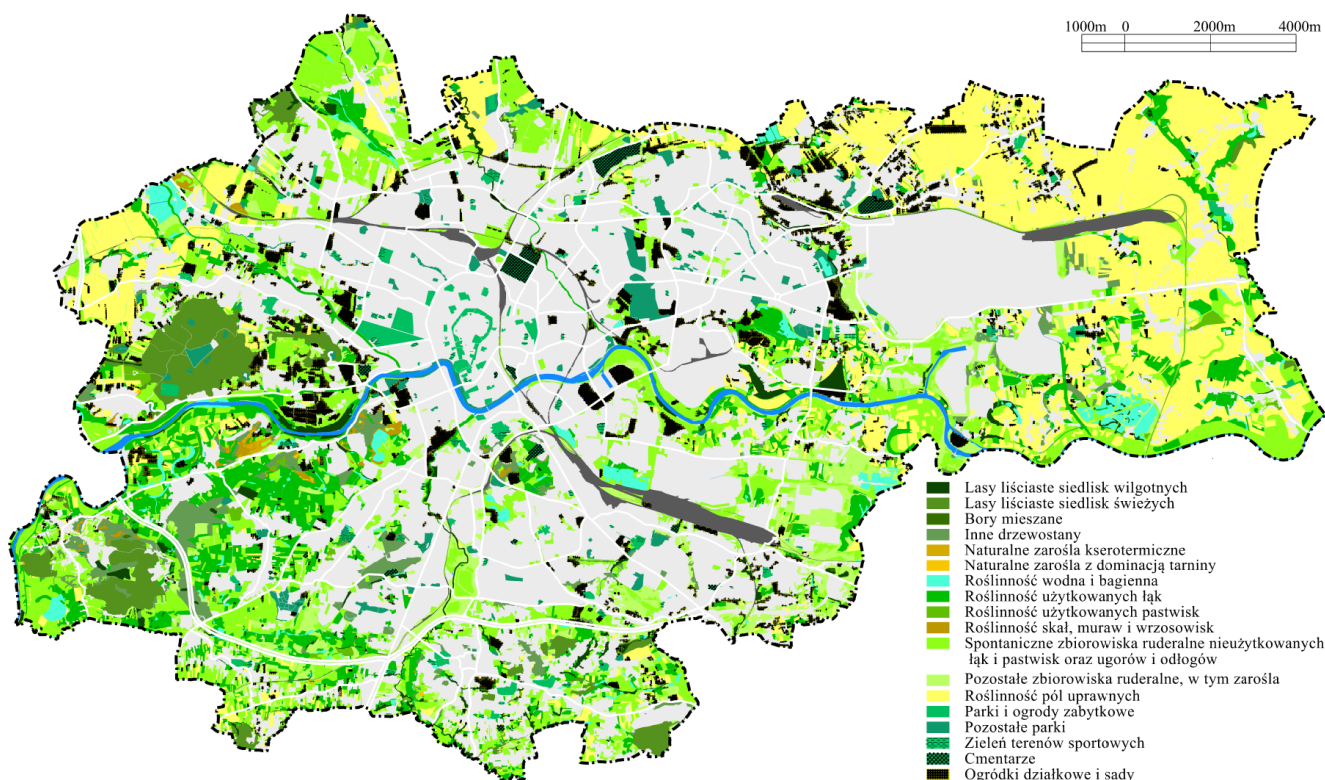 1000m 0 2000m 4000m
Lasy liściaste siedlisk wilgotnych
Lasy liściaste siedlisk świeżych
Bory mieszane
Inne drzewostany
Naturalne zarośla kserotermiczne
Naturalne zarośla z dominacją tarniny
Roślinność wodna i bagienna
Roślinność użytkowanych łąk
Roślinność użytkowanych pastwisk
Roślinność skał, muraw i wrzosowisk
Spontaniczne zbiorowiska ruderalne nieużytkowanych
łąk i pastwisk oraz ugorów i odłogów
Pozostałe zbiorowiska ruderalne, w tym zarośla
Roślinność pól uprawnych
Parki i ogrody zabytkowe
Pozostałe parki
Zieleń terenów sportowych
Cmentarze
Ogródki działkowe i sady